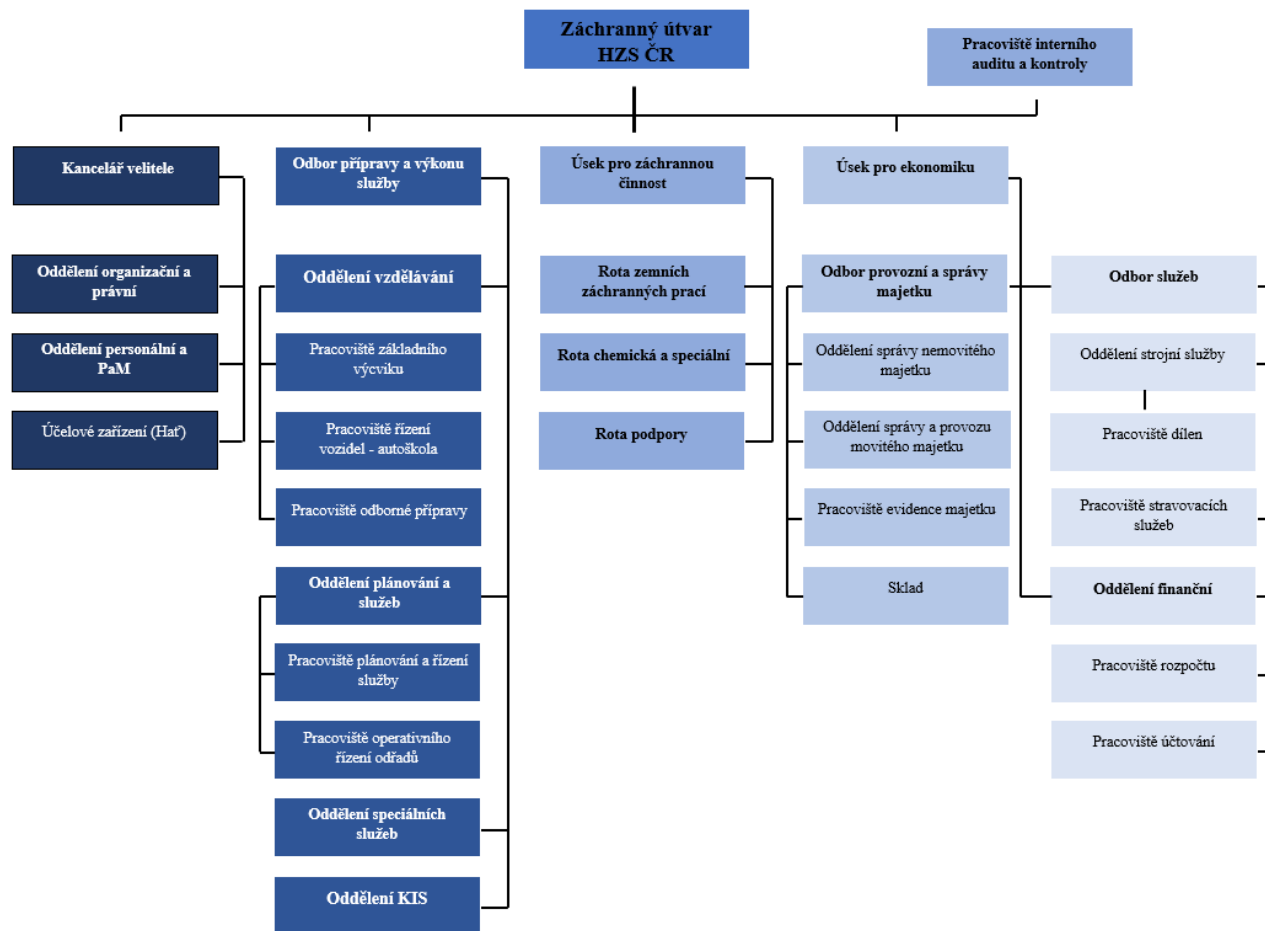 Záchranný útvar
HZS ČR
Pracoviště interního
auditu a kontroly
Kancelář velitele
Oddělení organizační a
právní
Oddělení personální a
PaM
Účelové zařízení (Hať)
Odbor přípravy a výkonu
služby
Oddělení vzdělávání
Pracoviště základního
výcviku
Pracoviště řízení
vozidel - autoškola
Pracoviště odborné přípravy
Oddělení plánování a
služeb
Pracoviště plánování a řízení
služby
Pracoviště operativního
řízení odřadů
Oddělení speciálních
služeb
Oddělení KIS
Úsek pro záchrannou
činnost
Rota zemních
záchranných prací
Rota chemická a speciální
Rota podpory
Úsek pro ekonomiku
Odbor provozní a správy
majetku
Oddělení správy nemovitého
majetku
Oddělení správy a provozu
movitého majetku
Pracoviště evidence majetku
Sklad
Odbor služeb
Oddělení strojní služby
Pracoviště dílen
Pracoviště stravovacích
služeb
Oddělení finanční
Pracoviště rozpočtu
Pracoviště účtování